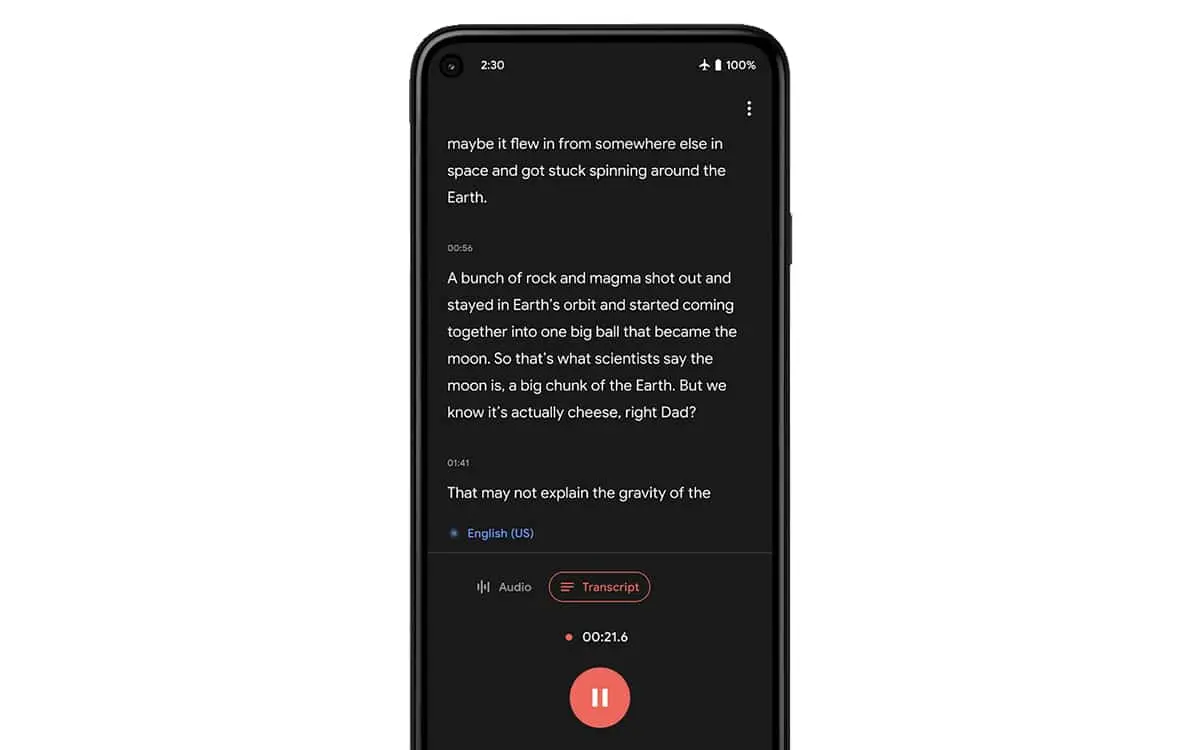 2:30
100%
maybe it flew in from somewhere else in
space and got stuck spinning around the
Earth.
00:56
A bunch of rock and magma shot out and
stayed in Earth's orbit and started coming
together into one big ball that became the
moon. So that's what scientists say the
moon is, a big chunk of the Earth. But we
know it's actually cheese, right Dad?
01:41
That may not explain the gravity of the
English (US)
Audio
Transcript
00:21.6